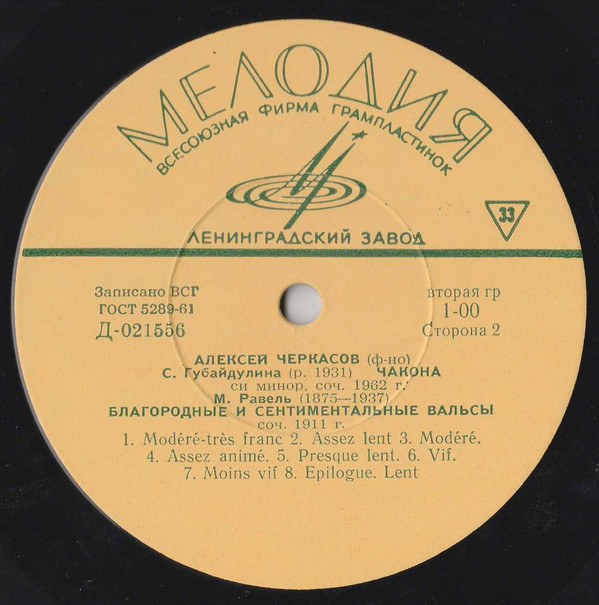 МЕЛОДИЯ
ВСЕСОЮЗНАЯ ФИРМА ГРАМПЛАСТИНОК
33
ЛЕНИНГРАДСКИЙ ЗАВОД
Записано ВСГ
ГОСТ 5289-61
Д-021556
вторая гр
1-00
Сторона 2
АЛЕКСЕЙ ЧЕРКАСОВ (ф-но)
С. Губайдулина (р. 1931) ЧАКОНА
си минор, соч. 1962 г.
М. Равель (1875—1937)
БЛАГОРОДНЫЕ И СЕНТИМЕНТАЛЬНЫЕ ВАЛЬСЫ
соч. 1911 г.
1. Modéré-très franc 2. Assez lent 3. Modéré.
4. Assez animé. 5. Presque lent. 6. Vif.
7. Moins vif 8. Epilogue. Lent